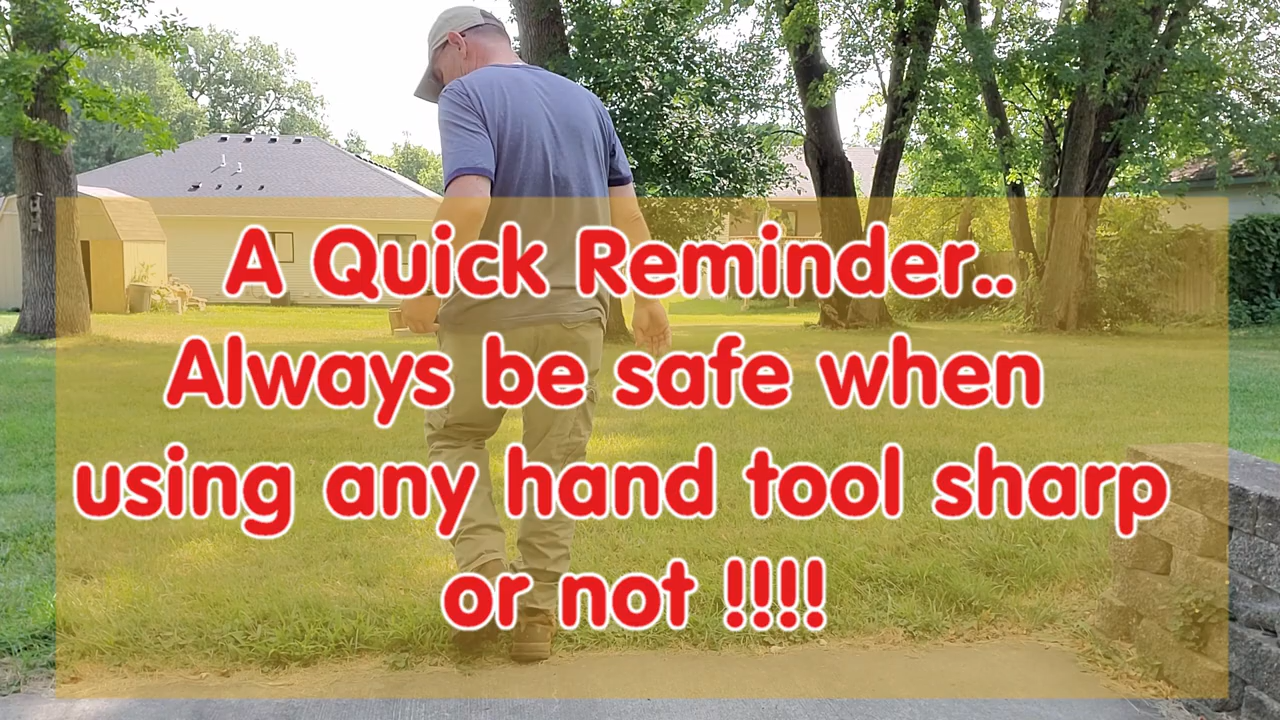 A Quick Reminder..
Always be safe when
using any hand tool sharp
or not !!!!